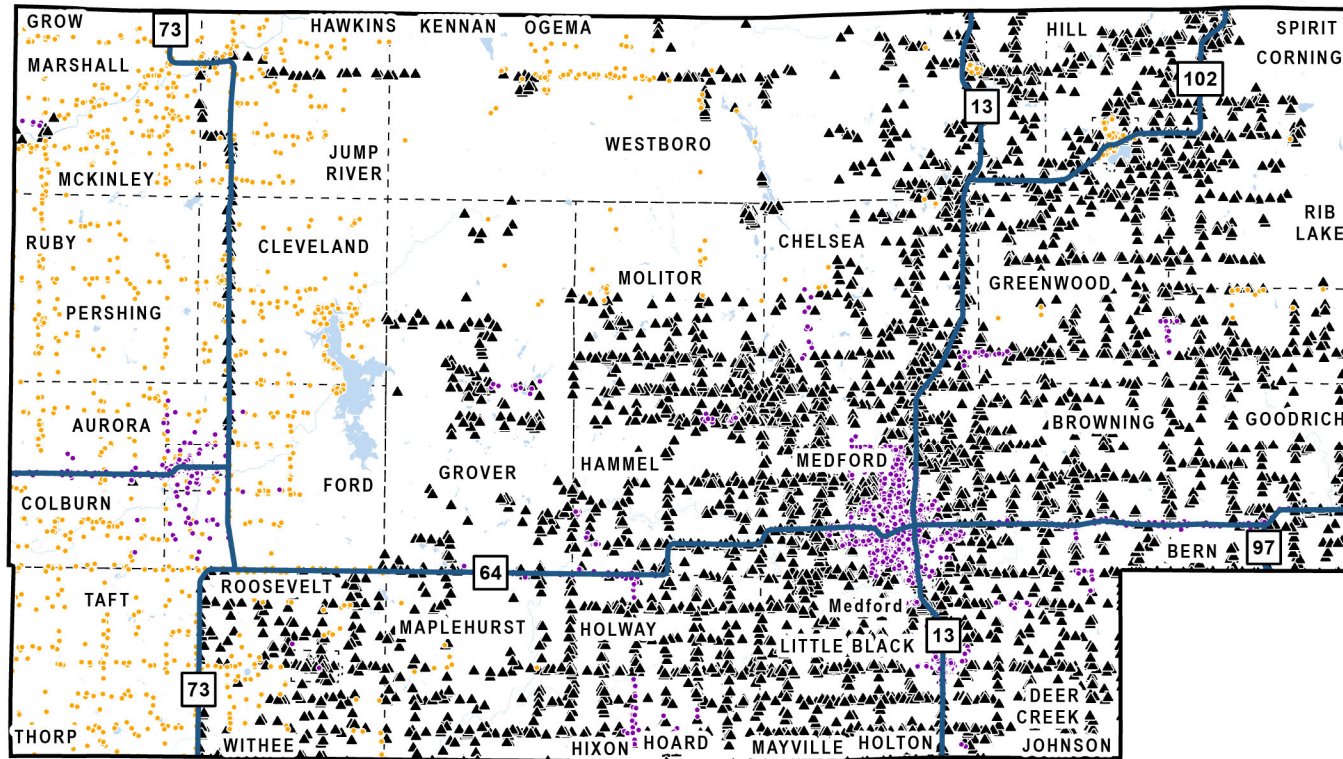 GROW
73
HAWKINS
KENNAN
OGEMA
HILL
SPIRIT
MARSHALL
CORNING
102
13
JUMP
RIVER
WESTBORO
MCKINLEY
RUBY
CLEVELAND
CHELSEA
RIB
LAKE
MOLITOR
GREENWOOD
PERSHING
AURORA
BROWNING
GOODRICH
GROVER
HAMMEL
MEDFORD
FORD
COLBURN
BERN
97
64
ROOSEVELT
TAFT
MAPLEHURST
HOLWAY
Medford
13
LITTLE BLACK
73
DEER
CREEK
THORP
WITHEE
HIXON
HOARD
MAYVILLE
HOLTON
JOHNSON